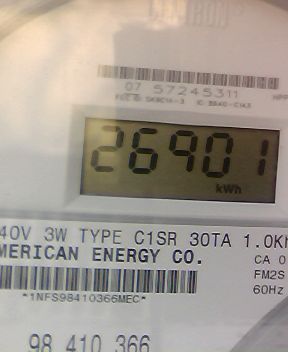 CENTRON®
07 57245311
26901
kWh
40V 3W TYPE C1SR 30TA 1.0K
MERICAN ENERGY CO.
CA 0
FM2S
60Hz
*1NFS98410366MEC*
98 410 366